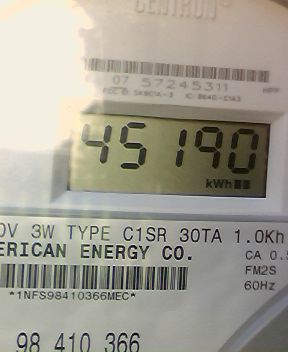 CENTRON
07 57245311
45190
kWh
0V 3W TYPE C1SR 30TA 1.0Kh
ERICAN ENERGY CO. CA 0.5
FM2S
*1NFS98410366MEC* 60Hz
98 410 366